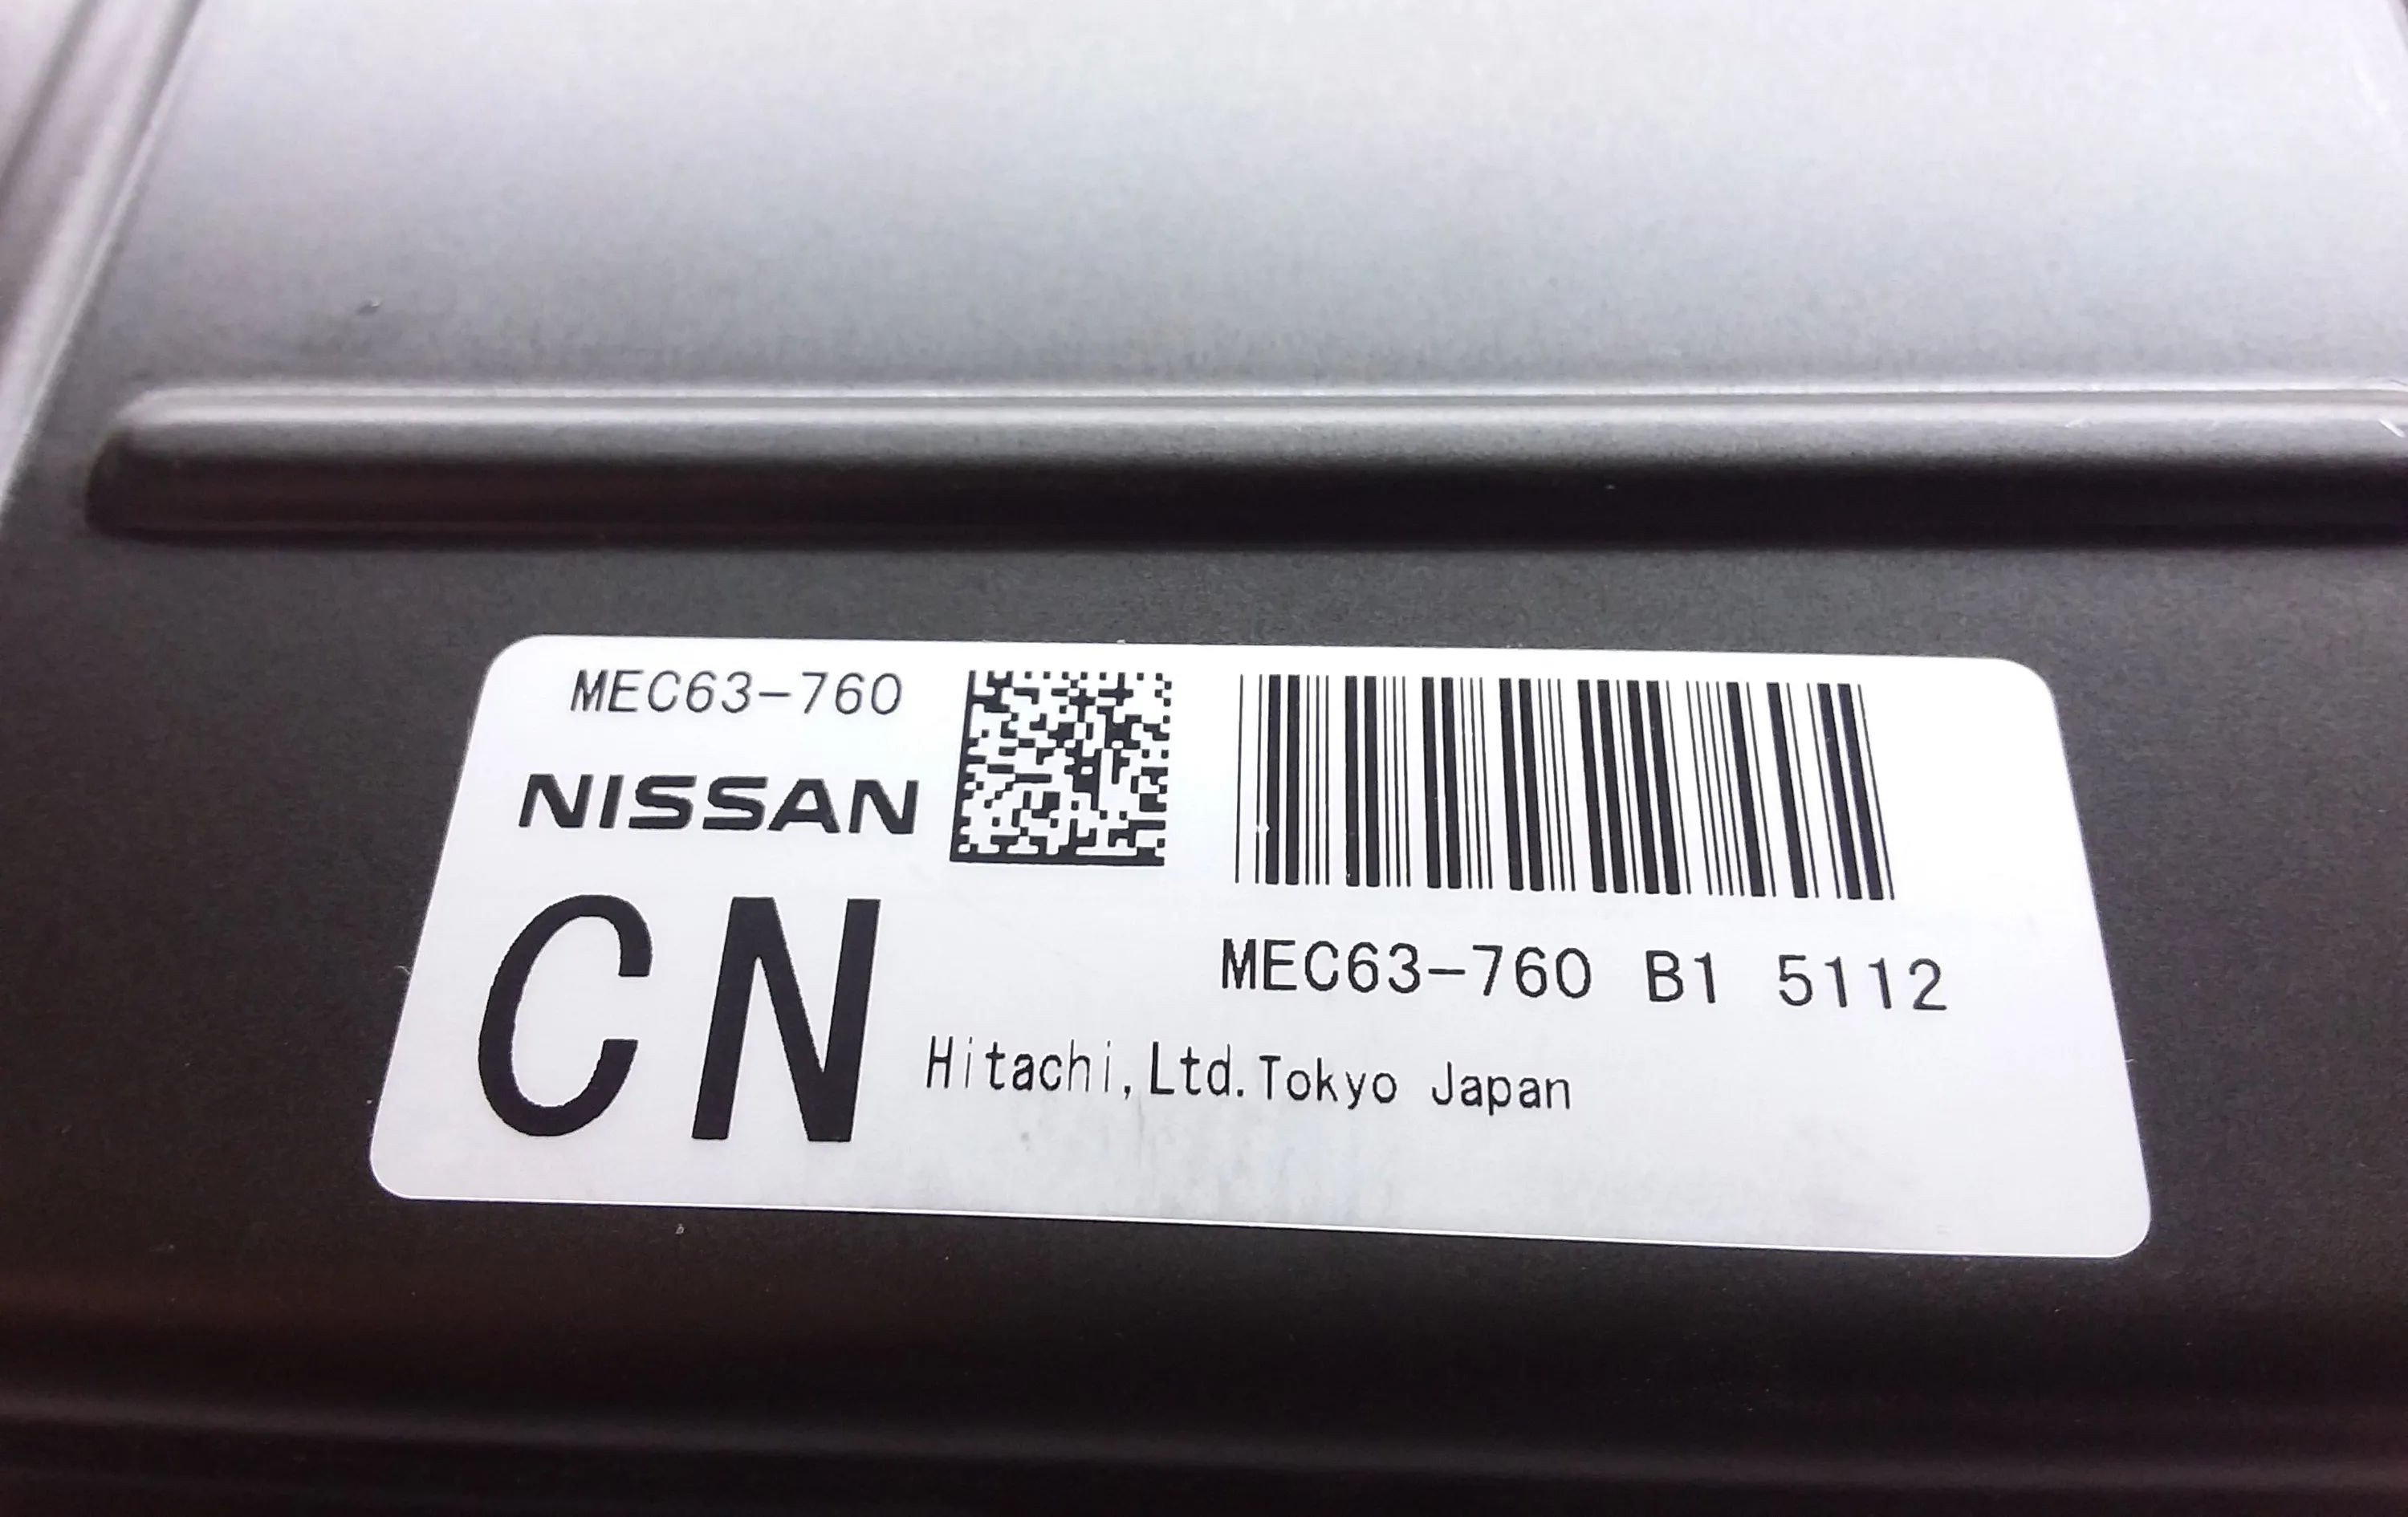 MEC63-760
NISSAN
CN
MEC63-760 B1 5112
Hitachi,Ltd.Tokyo Japan